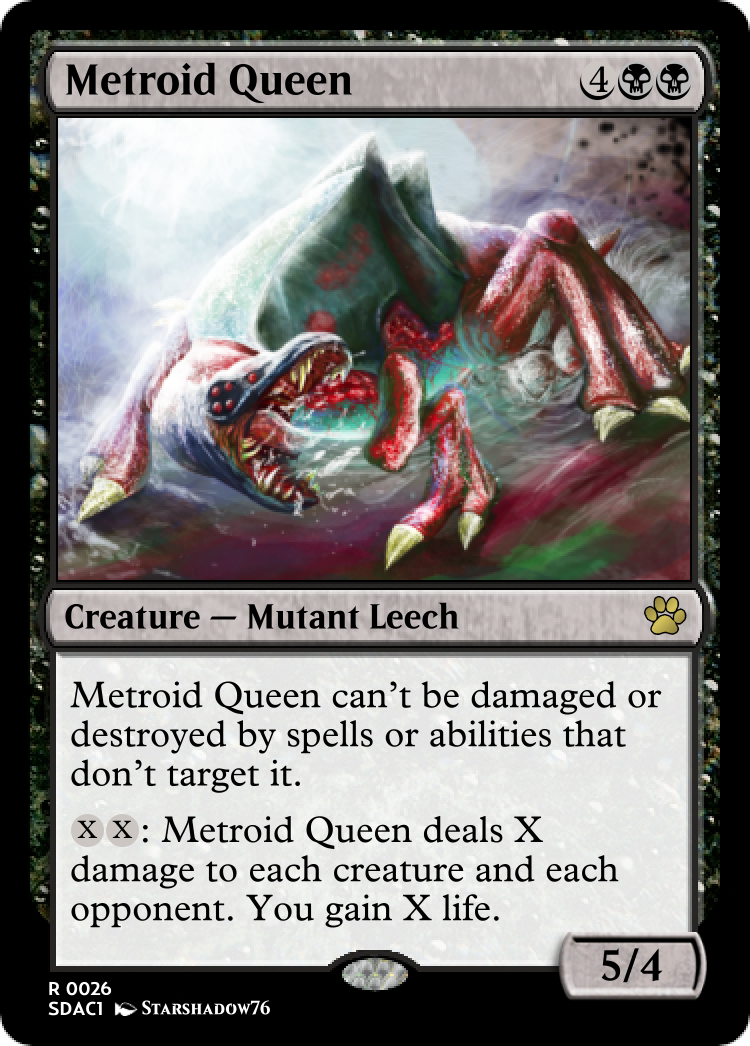 Metroid Queen 4
Creature — Mutant Leech
Metroid Queen can't be damaged or
destroyed by spells or abilities that
don't target it.
X X: Metroid Queen deals X
damage to each creature and each
opponent. You gain X life.
5/4
R 0026
SDAC1 Starshadow76